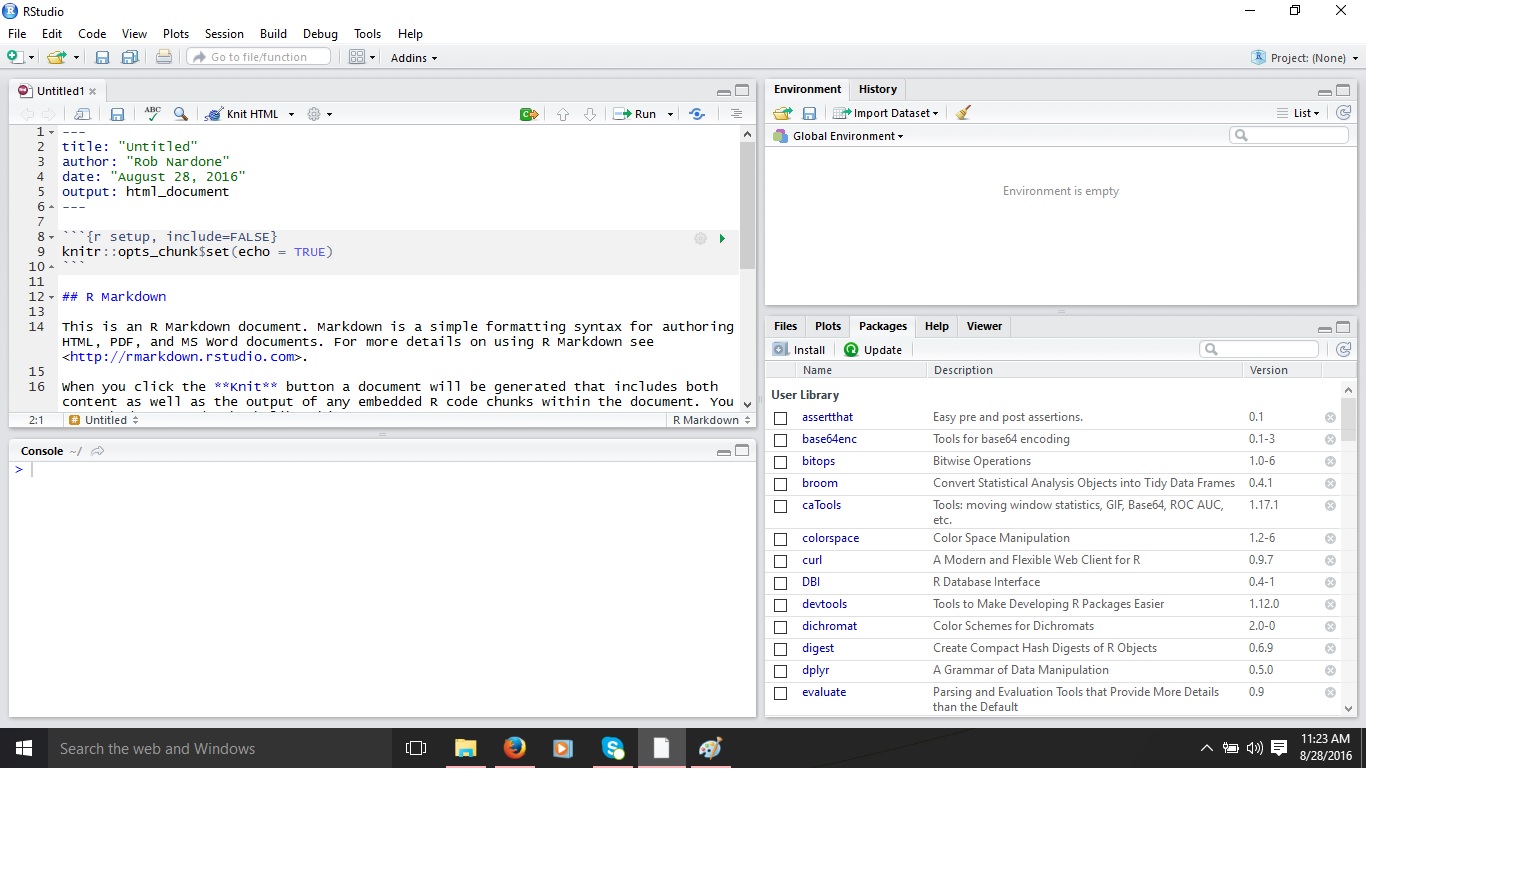 RStudio
File Edit Code View Plots Session Build Debug Tools Help
Go to file/function Addins Project: (None)
Untitled1
ABC Knit HTML Run
1 ---
2 title: "Untitled"
3 author: "Rob Nardone"
4 date: "August 28, 2016"
5 output: html_document
6 ---
7
8 ```{r setup, include=FALSE}
9 knitr::opts_chunk$set(echo = TRUE)
10 ```
11
12 ## R Markdown
13
14 This is an R Markdown document. Markdown is a simple formatting syntax for authoring
HTML, PDF, and MS Word documents. For more details on using R Markdown see
<http://rmarkdown.rstudio.com>.
15
16 When you click the **Knit** button a document will be generated that includes both
content as well as the output of any embedded R code chunks within the document. You
2:1 Untitled R Markdown
Console ~/
>
Environment History
Import Dataset List
Global Environment
Environment is empty
Files Plots Packages Help Viewer
Install Update
Name Description Version
User Library
assertthat Easy pre and post assertions. 0.1
base64enc Tools for base64 encoding 0.1-3
bitops Bitwise Operations 1.0-6
broom Convert Statistical Analysis Objects into Tidy Data Frames 0.4.1
caTools Tools: moving window statistics, GIF, Base64, ROC AUC, 1.17.1
etc.
colorspace Color Space Manipulation 1.2-6
curl A Modern and Flexible Web Client for R 0.9.7
DBI R Database Interface 0.4-1
devtools Tools to Make Developing R Packages Easier 1.12.0
dichromat Color Schemes for Dichromats 2.0-0
digest Create Compact Hash Digests of R Objects 0.6.9
dplyr A Grammar of Data Manipulation 0.5.0
evaluate Parsing and Evaluation Tools that Provide More Details 0.9
than the Default
Search the web and Windows
11:23 AM
8/28/2016